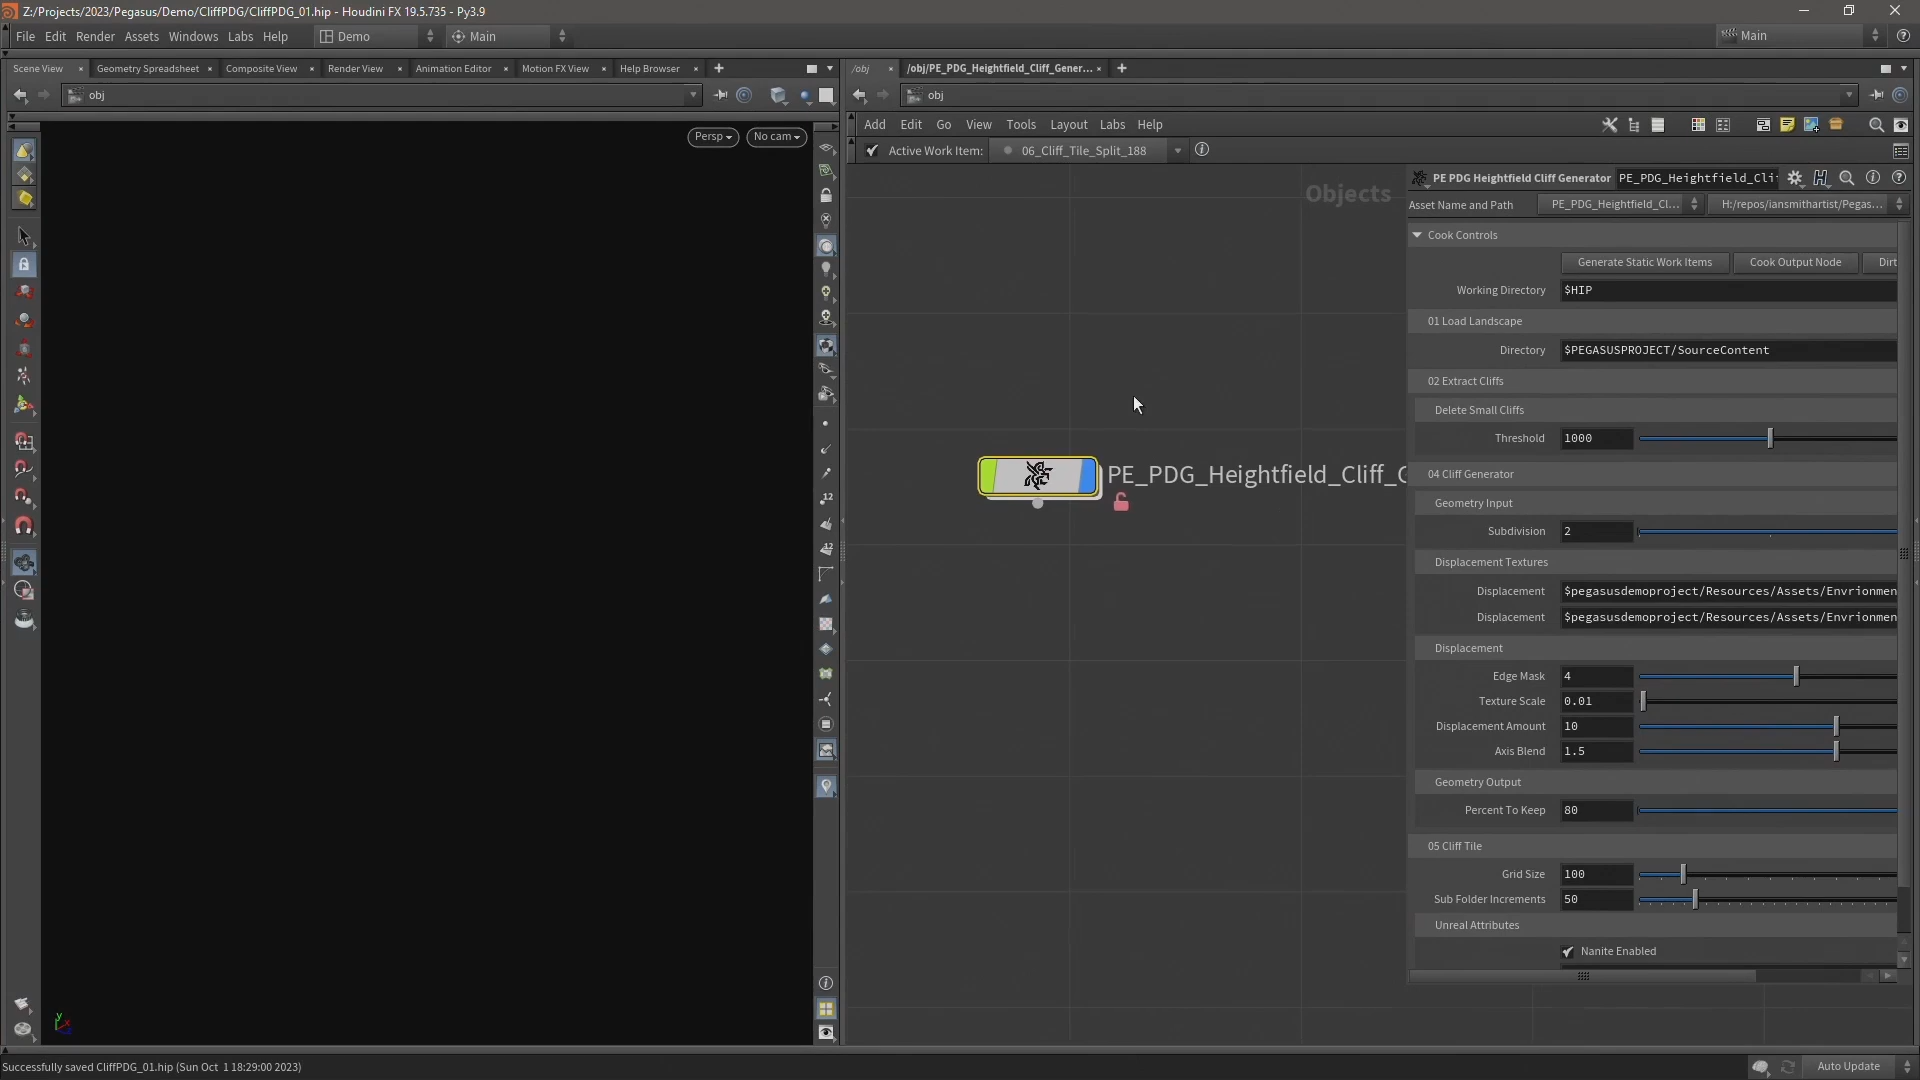 Z:/Projects/2023/Pegasus/Demo/CliffPDG/CliffPDG_01.hip - Houdini FX 19.5.735 - Py3.9
File Edit Render Assets Windows Labs Help Demo Main Main
Scene View Geometry Spreadsheet Composite View Render View Animation Editor Motion FX View Help Browser
obj
Persp No cam
/obj /obj/PE_PDG_Heightfield_Cliff_Gener...
obj
Add Edit Go View Tools Layout Labs Help
Active Work Item: 06_Cliff_Tile_Split_188
Objects
PE_PDG_Heightfield_Cliff_G
PE PDG Heightfield Cliff Generator PE_PDG_Heightfield_Clif
Asset Name and Path PE_PDG_Heightfield_Cl... H:/repos/iansmithartist/Pegas...
Cook Controls
Generate Static Work Items Cook Output Node Dirt
Working Directory $HIP
01 Load Landscape
Directory $PEGASUSPROJECT/SourceContent
02 Extract Cliffs
Delete Small Cliffs
Threshold 1000
04 Cliff Generator
Geometry Input
Subdivision 2
Displacement Textures
Displacement $pegasusdemoproject/Resources/Assets/Envrionmen
Displacement $pegasusdemoproject/Resources/Assets/Envrionmen
Displacement
Edge Mask 4
Texture Scale 0.01
Displacement Amount 10
Axis Blend 1.5
Geometry Output
Percent To Keep 80
05 Cliff Tile
Grid Size 100
Sub Folder Increments 50
Unreal Attributes
Nanite Enabled
12
12
y
Successfully saved CliffPDG_01.hip (Sun Oct 1 18:29:00 2023)
Auto Update